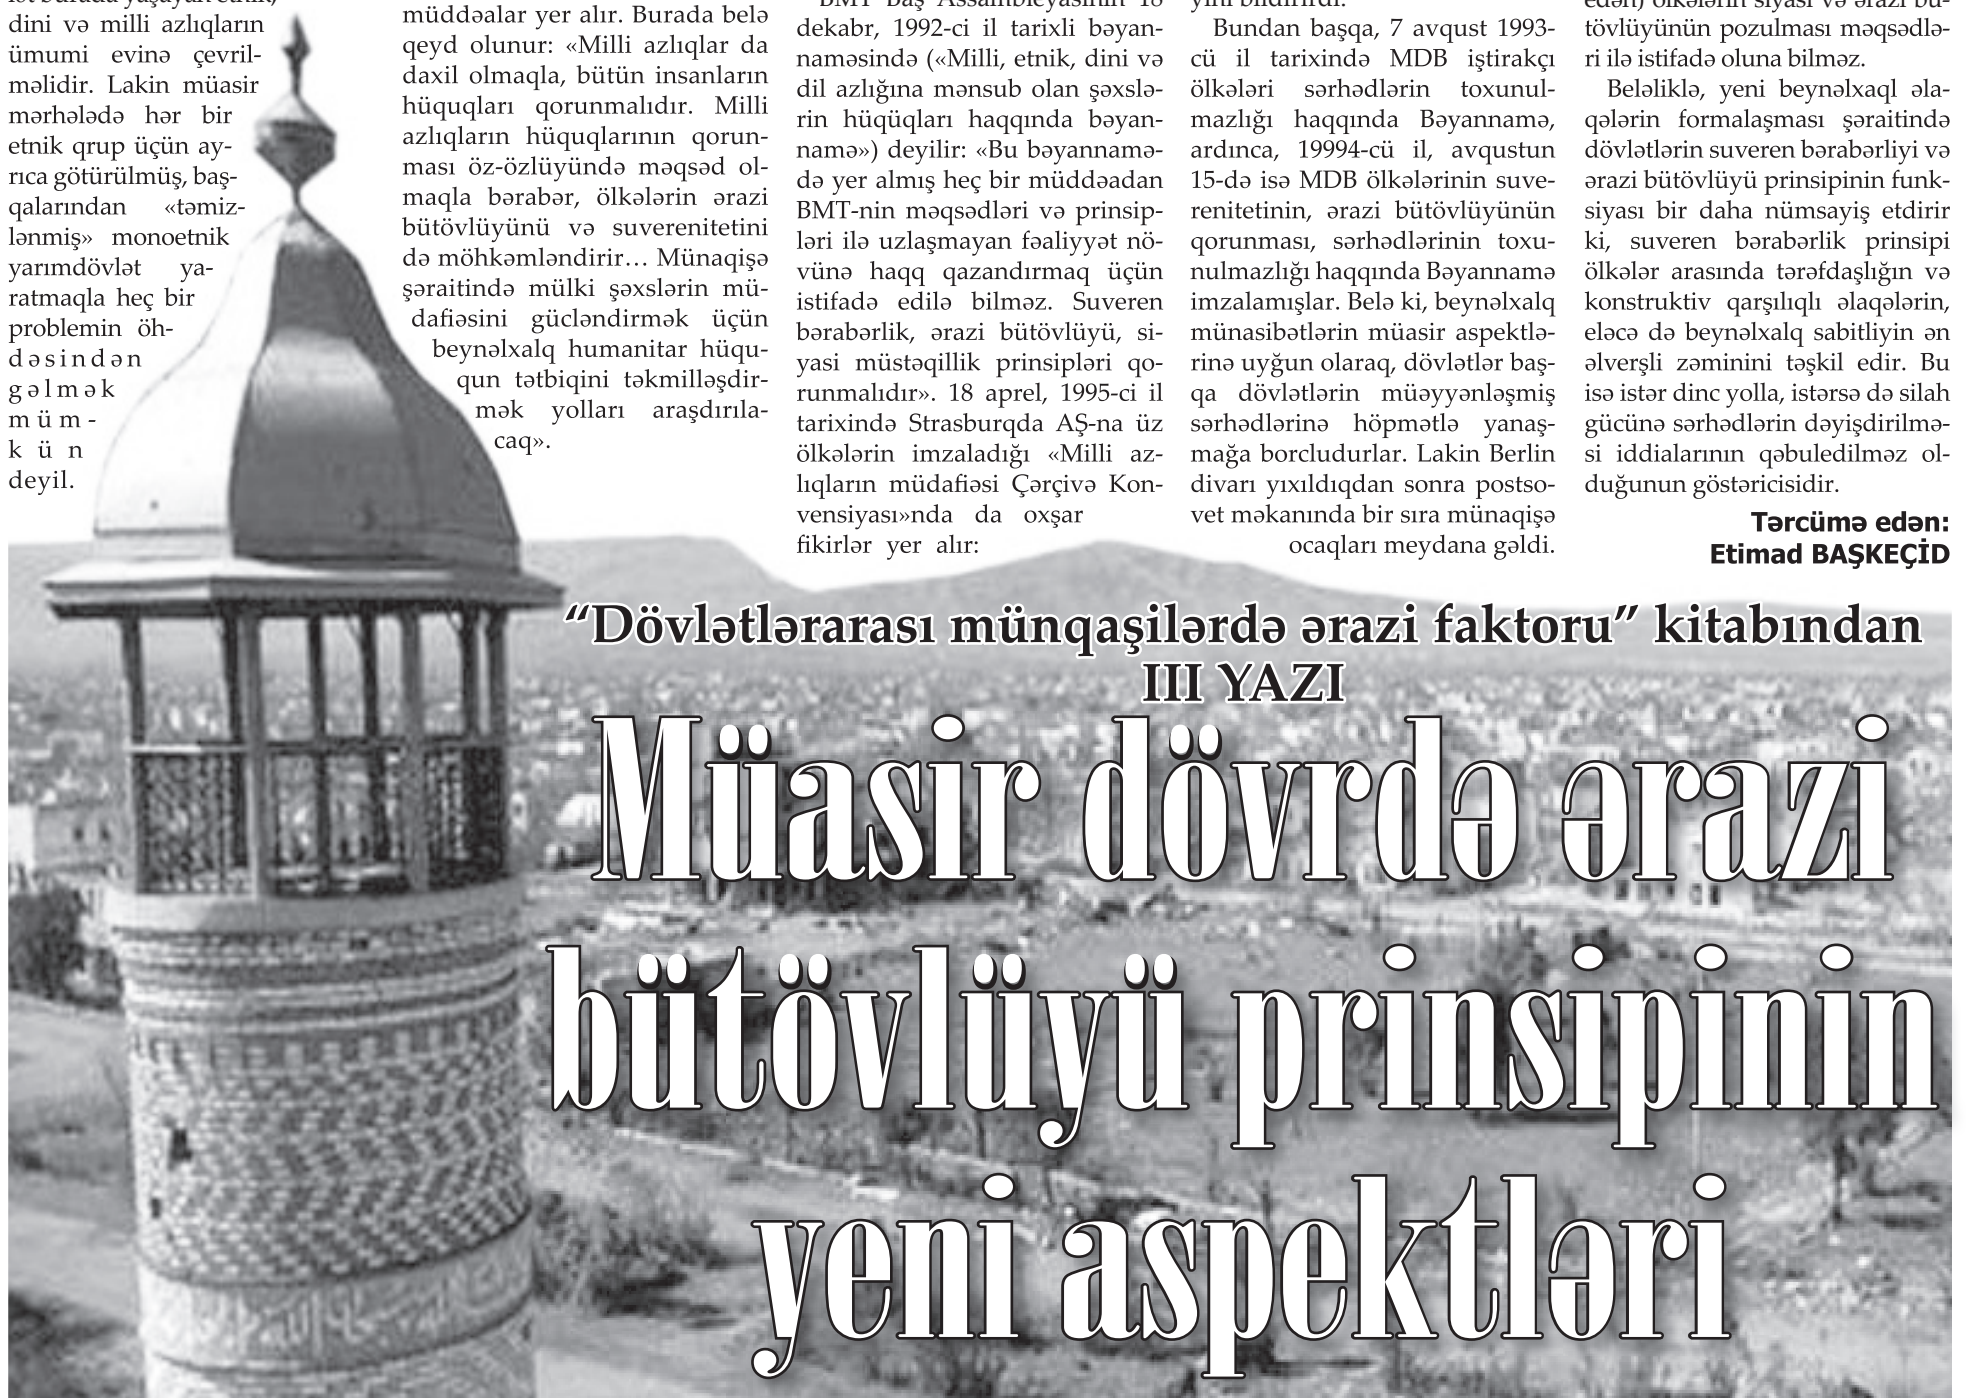 dini və milli azlıqların
ümumi evinə çevril-
məlidir. Lakin müasir
mərhələdə hər bir
etnik qrup üçün ay-
rıca götürülmüş, baş-
qalarından «təmiz-
lənmiş» monoetnik
yarımdövlət ya-
ratmaqla heç bir
problemin öh-
dəsindən
gəlmək
müm-
kün
deyil.
müddəalar yer alır. Burada belə
qeyd olunur: «Milli azlıqlar da
daxil olmaqla, bütün insanların
hüquqları qorunmalıdır. Milli
azlıqların hüquqlarının qorun-
ması öz-özlüyündə məqsəd ol-
maqla bərabər, ölkələrin ərazi
bütövlüyünü və suverenitetini
də möhkəmləndirir... Münaqişə
şəraitində mülki şəxslərin mü-
dafiəsini gücləndirmək üçün
beynəlxalq humanitar hüqu-
qun tətbiqini təkmilləşdir-
mək yolları araşdırıla-
caq».
BMT Baş Assambleyasının 18
dekabr, 1992-ci il tarixli bəyan-
naməsində («Milli, etnik, dini və
dil azlığına mənsub olan şəxslə-
rin hüqüqları haqqında bəyan-
namə») deyilir: «Bu bəyannamə-
də yer almış heç bir müddəadan
BMT-nin məqsədləri və prinsip-
ləri ilə uzlaşmayan fəaliyyət nö-
vünə haqq qazandırmaq üçün
istifadə edilə bilməz. Suveren
bərabərlik, ərazi bütövlüyü, si-
yasi müstəqillik prinsipləri qo-
runmalıdır». 18 aprel, 1995-ci il
tarixində Strasburqda AŞ-na üz
ölkələrin imzaladığı «Milli az-
lıqların müdafiəsi Çərçivə Kon-
vensiyası»nda da oxşar
fikirlər yer alır:
yini bildirirdi.
Bundan başqa, 7 avqust 1993-
cü il tarixində MDB iştirakçı
ölkələri sərhədlərin toxunul-
mazlığı haqqında Bəyannamə,
ardınca, 19994-cü il, avqustun
15-də isə MDB ölkələrinin suve-
renitetinin, ərazi bütövlüyünün
qorunması, sərhədlərinin toxu-
nulmazlığı haqqında Bəyannamə
imzalamışlar. Belə ki, beynəlxalq
münasibətlərin müasir aspektlə-
rinə uyğun olaraq, dövlətlər baş-
qa dövlətlərin müəyyənləşmiş
sərhədlərinə höpmətlə yanaş-
mağa borcludurlar. Lakin Berlin
divarı yıxıldıqdan sonra postso-
vet məkanında bir sıra münaqişə
ocaqları meydana gəldi.
edən) ölkələrin siyasi və ərazi bü-
tövlüyünün pozulması məqsədlə-
ri ilə istifadə oluna bilməz.
Beləliklə, yeni beynəlxaql əla-
qələrin formalaşması şəraitində
dövlətlərin suveren bərabərliyi və
ərazi bütövlüyü prinsipinin funk-
siyası bir daha nümsayiş etdirir
ki, suveren bərabərlik prinsipi
ölkələr arasında tərəfdaşlığın və
konstruktiv qarşılıqlı əlaqələrin,
eləcə də beynəlxalq sabitliyin ən
əlverşli zəminini təşkil edir. Bu
isə istər dinc yolla, istərsə də silah
gücünə sərhədlərin dəyişdirilmə-
si iddialarının qəbuledilməz ol-
duğunun göstəricisidir.
Tərcümə edən:
Etimad BAŞKEÇİD
“Dövlətlərarası münqaşilərdə ərazi faktoru” kitabından
III YAZI
Müasir dövrdə ərazi
bütövlüyü prinsipinin
yeni aspektləri